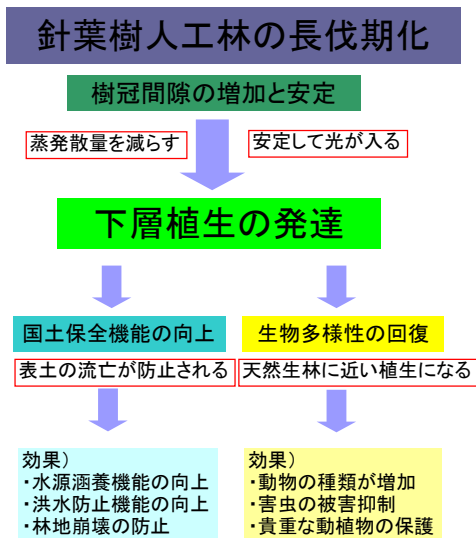 針葉樹人工林の長伐期化
樹冠間隙の増加と安定
蒸発散量を減らす
安定して光が入る
下層植生の発達
国土保全機能の向上
生物多様性の回復
表土の流亡が防止される
天然生林に近い植生になる
効果）
・水源涵養機能の向上
・洪水防止機能の向上
・林地崩壊の防止
効果）
・動物の種類が増加
・害虫の被害抑制
・貴重な動植物の保護